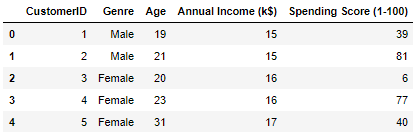 CustomerID Genre Age Annual Income (k$) Spending Score (1-100)
0 1 Male 19 15 39
1 2 Male 21 15 81
2 3 Female 20 16 6
3 4 Female 23 16 77
4 5 Female 31 17 40